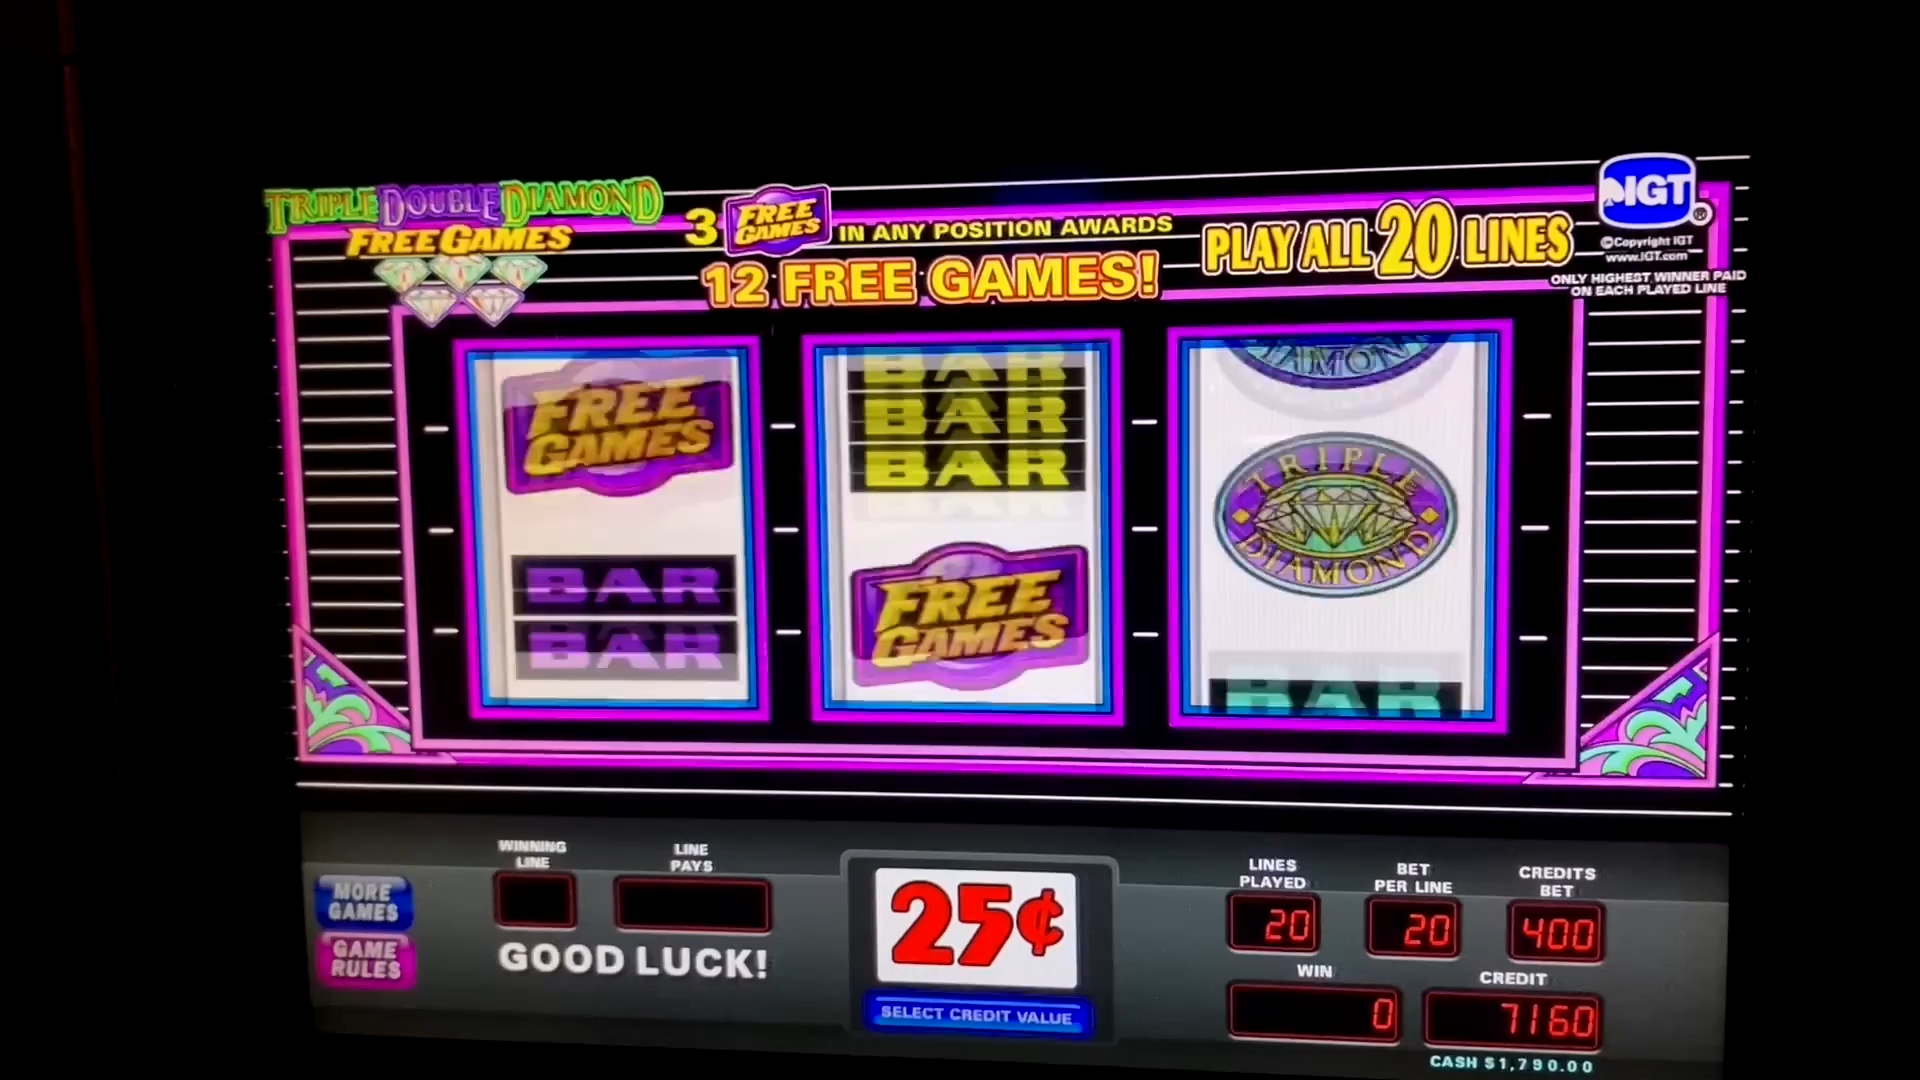 TRIPLE DOUBLE DIAMOND
FREE GAMES
3 FREE GAMES IN ANY POSITION AWARDS
12 FREE GAMES!
PLAY ALL 20 LINES
IGT
®
©Copyright IGT
www.IGT.com
ONLY HIGHEST WINNER PAID
ON EACH PLAYED LINE
FREE
GAMES
BAR
BAR
BAR
BAR
BAR
FREE
GAMES
DIAMOND
TRIPLE
DIAMOND
BAR
MORE
GAMES
GAME
RULES
WINNING
LINE
LINE
PAYS
GOOD LUCK!
25¢
SELECT CREDIT VALUE
LINES
PLAYED
20
BET
PER LINE
20
CREDITS
BET
400
WIN
0
CREDIT
7160
CASH $1,790.00